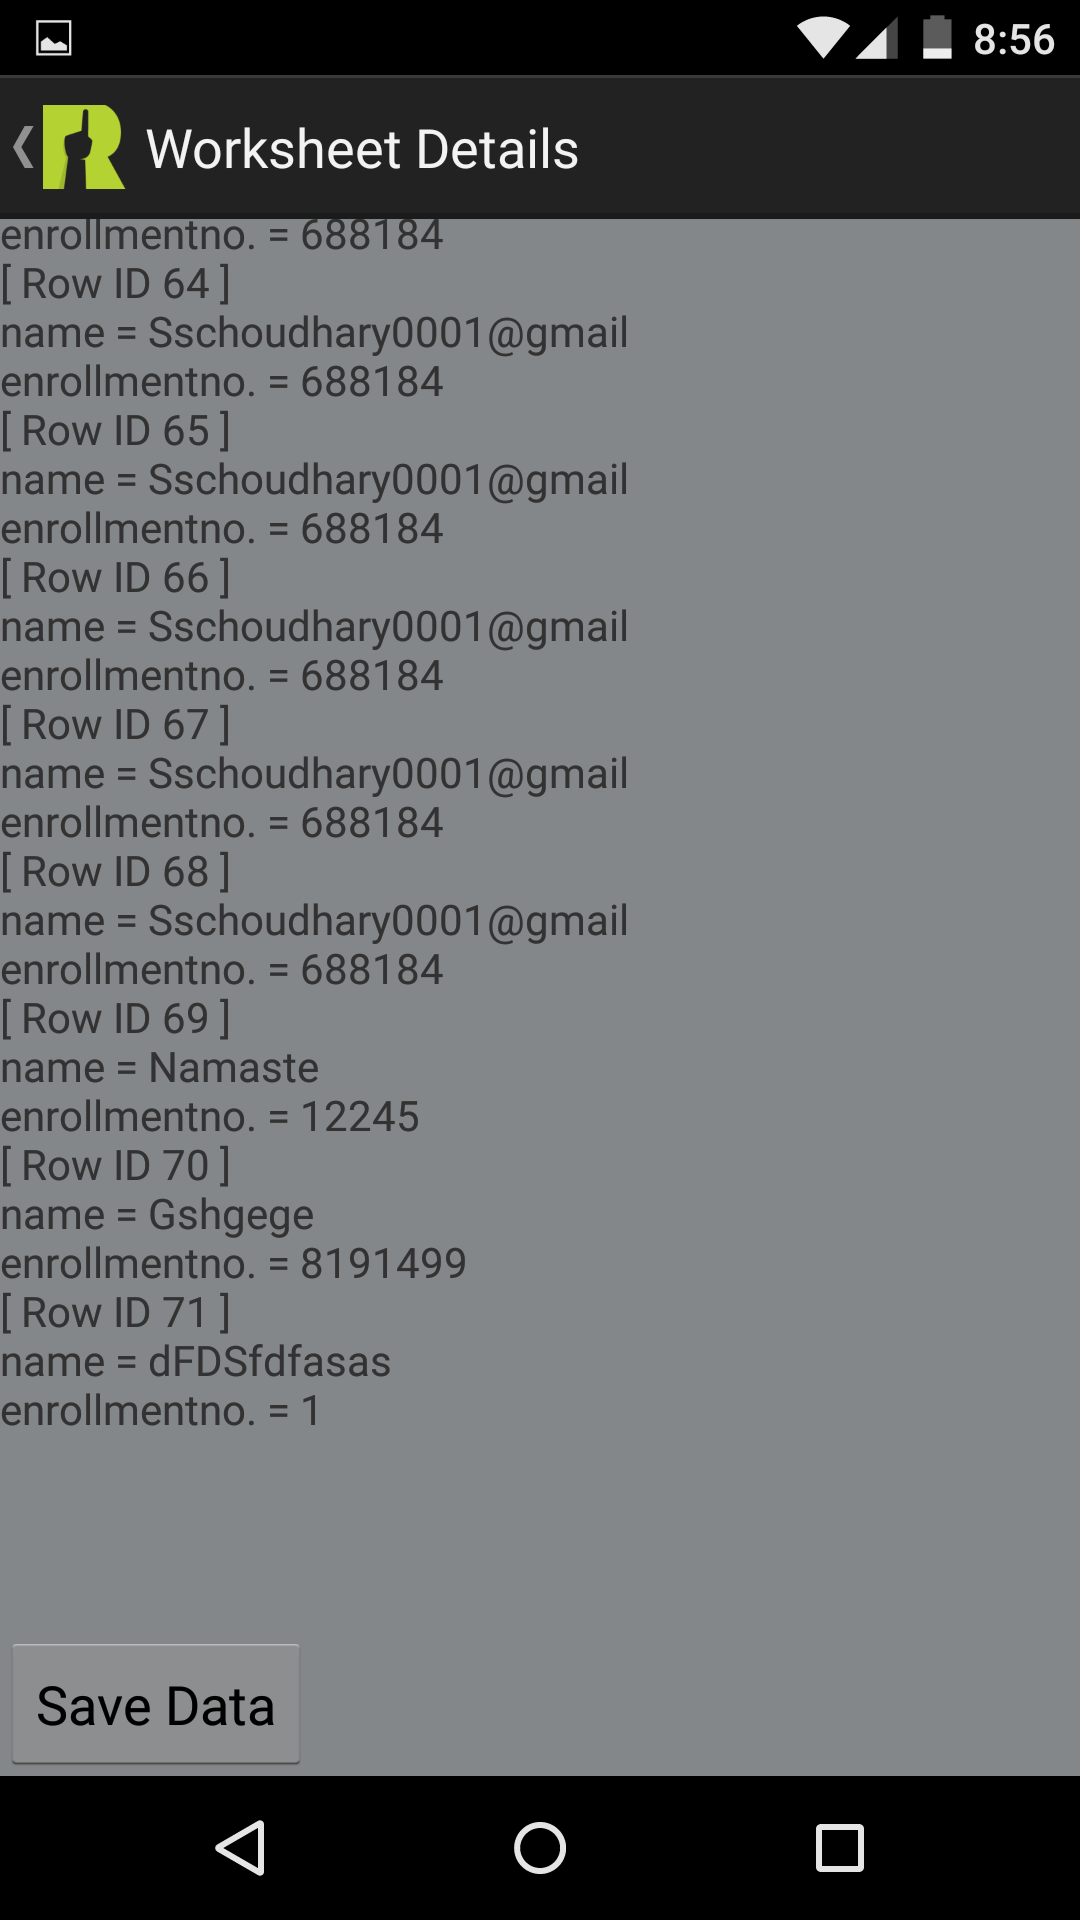 8:56
Worksheet Details
enrollmentno. = 688184
[ Row ID 64 ]
name = Sschoudhary0001@gmail
enrollmentno. = 688184
[ Row ID 65 ]
name = Sschoudhary0001@gmail
enrollmentno. = 688184
[ Row ID 66 ]
name = Sschoudhary0001@gmail
enrollmentno. = 688184
[ Row ID 67 ]
name = Sschoudhary0001@gmail
enrollmentno. = 688184
[ Row ID 68 ]
name = Sschoudhary0001@gmail
enrollmentno. = 688184
[ Row ID 69 ]
name = Namaste
enrollmentno. = 12245
[ Row ID 70 ]
name = Gshgege
enrollmentno. = 8191499
[ Row ID 71 ]
name = dFDSfdfasas
enrollmentno. = 1
Save Data